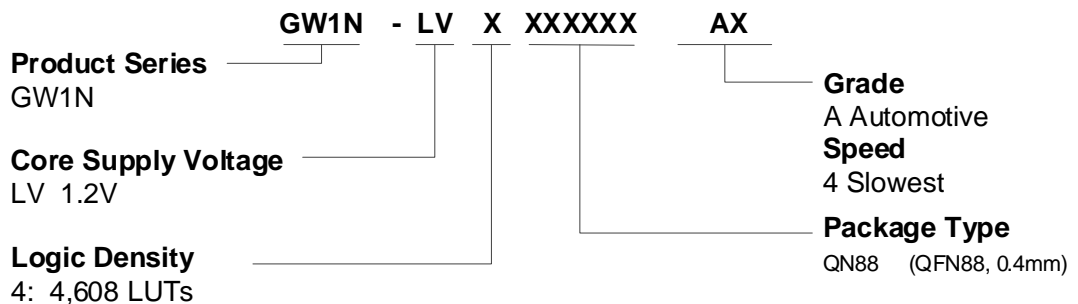 GW1N - LV X XXXXXX AX
Product Series
GW1N
Core Supply Voltage
LV 1.2V
Logic Density
4: 4,608 LUTs
Grade
A Automotive
Speed
4 Slowest
Package Type
QN88 (QFN88, 0.4mm)